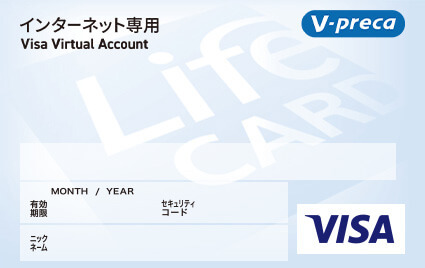 インターネット専用
V-preca
Visa Virtual Account
Life
CARD
MONTH / YEAR
有効
期限
セキュリティ
コード
VISA
ニック
ネーム